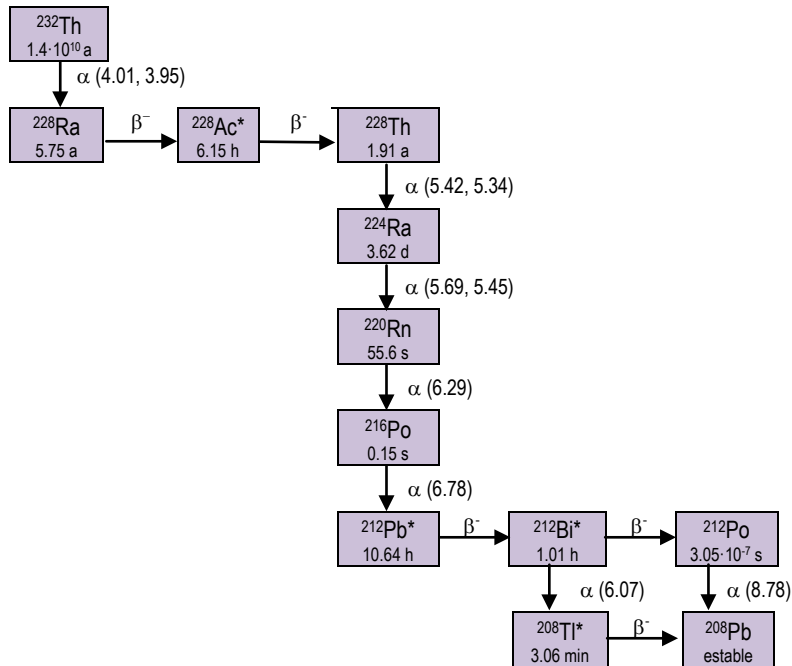 ²³²Th
1.4·10¹⁰ a
α (4.01, 3.95)
²²⁸Ra
5.75 a
β⁻
²²⁸Ac*
6.15 h
β⁻
²²⁸Th
1.91 a
α (5.42, 5.34)
²²⁴Ra
3.62 d
α (5.69, 5.45)
²²⁰Rn
55.6 s
α (6.29)
²¹⁶Po
0.15 s
α (6.78)
²¹²Pb*
10.64 h
β⁻
²¹²Bi*
1.01 h
β⁻
²¹²Po
3.05·10⁻⁷ s
α (6.07)
α (8.78)
²⁰⁸Tl*
3.06 min
β⁻
²⁰⁸Pb
estable